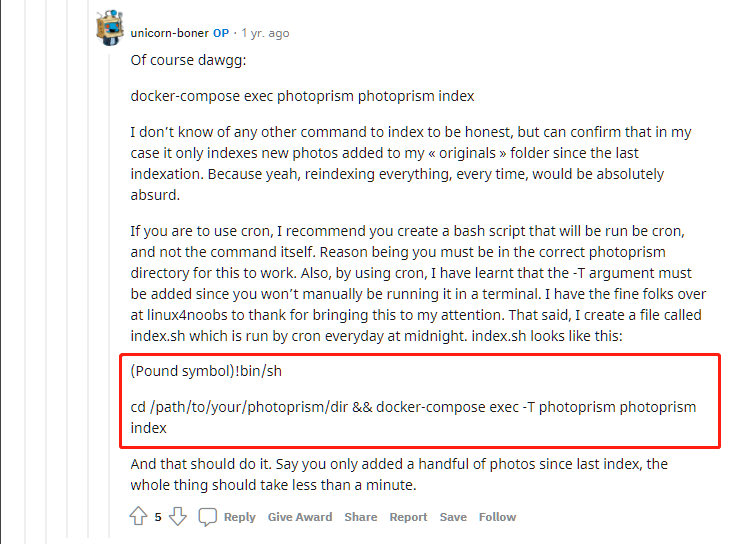 unicorn-boner OP · 1 yr. ago
Of course dawgg:
docker-compose exec photoprism photoprism index
I don't know of any other command to index to be honest, but can confirm that in my
case it only indexes new photos added to my « originals » folder since the last
indexation. Because yeah, reindexing everything, every time, would be absolutely
absurd.
If you are to use cron, I recommend you create a bash script that will be run be cron,
and not the command itself. Reason being you must be in the correct photoprism
directory for this to work. Also, by using cron, I have learnt that the -T argument must
be added since you won't manually be running it in a terminal. I have the fine folks over
at linux4noobs to thank for bringing this to my attention. That said, I create a file called
index.sh which is run by cron everyday at midnight. index.sh looks like this:
(Pound symbol)!bin/sh
cd /path/to/your/photoprism/dir && docker-compose exec -T photoprism photoprism
index
And that should do it. Say you only added a handful of photos since last index, the
whole thing should take less than a minute.
5 Reply Give Award Share Report Save Follow